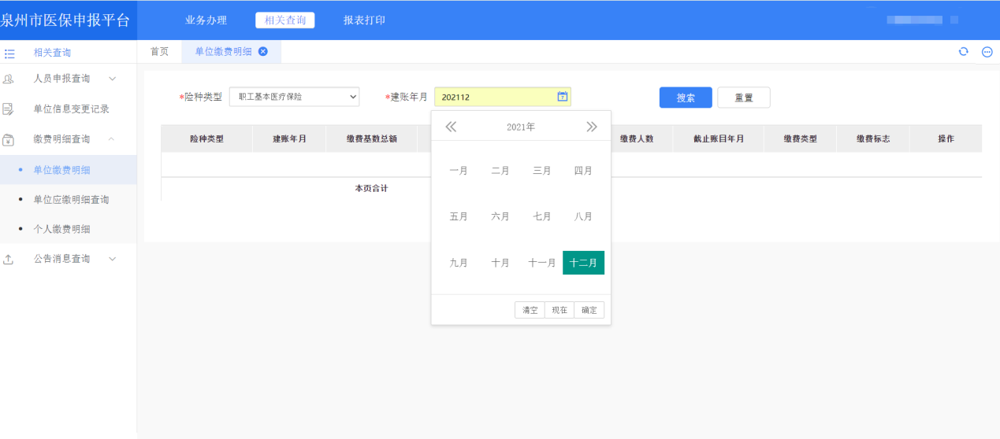 泉州市医保申报平台 业务办理 相关查询 报表打印
相关查询 首页 单位缴费明细
人员申报查询
单位信息变更记录
缴费明细查询
单位缴费明细
单位应缴明细查询
个人缴费明细
公告消息查询
*险种类型 职工基本医疗保险 *建账年月 202112 搜索 重置
险种类型 建账年月 缴费基数总额 缴费人数 截止账目年月 缴费类型 缴费标志 操作
本页合计
2021年
一月 二月 三月 四月
五月 六月 七月 八月
九月 十月 十一月 十二月
清空 现在 确定